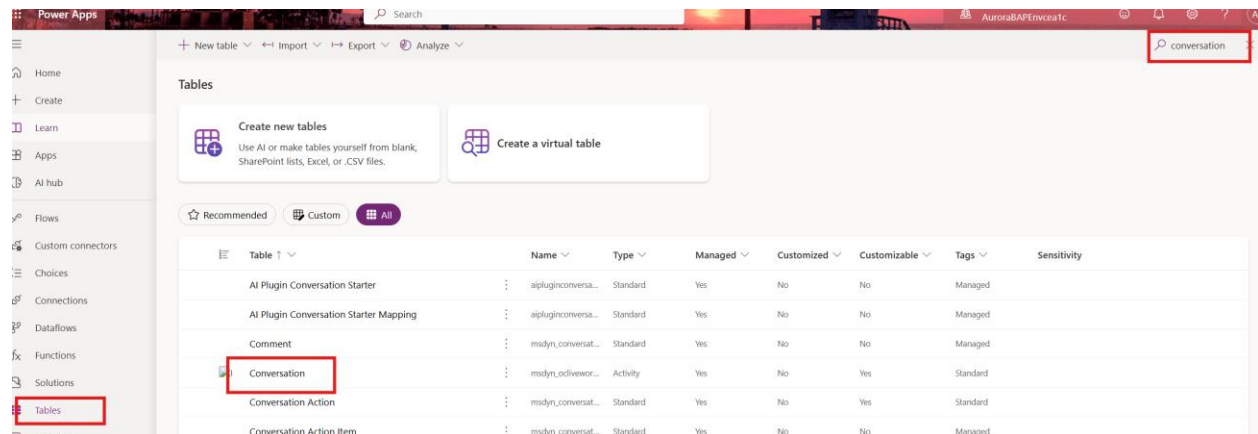 Power Apps
Search
AuroraBAPEnvcea1c
?
New table
Import
Export
Analyze
conversation
Home
Create
Learn
Apps
AI hub
Flows
Custom connectors
Choices
Connections
Dataflows
Functions
Solutions
Tables
Tables
Create new tables
Use AI or make tables yourself from blank,
SharePoint lists, Excel, or .CSV files.
Create a virtual table
Recommended
Custom
All
Table ↑ Name Type Managed Customized Customizable Tags Sensitivity
AI Plugin Conversation Starter aipluginconversa... Standard Yes No No Managed
AI Plugin Conversation Starter Mapping aipluginconversa... Standard Yes No No Managed
Comment msdyn_conversat... Standard Yes No No Managed
Conversation msdyn_oclivewor... Activity Yes No Yes Standard
Conversation Action msdyn_conversat... Standard Yes No Yes Standard
Conversation Action Item msdyn_conversat... Standard Yes No No Managed